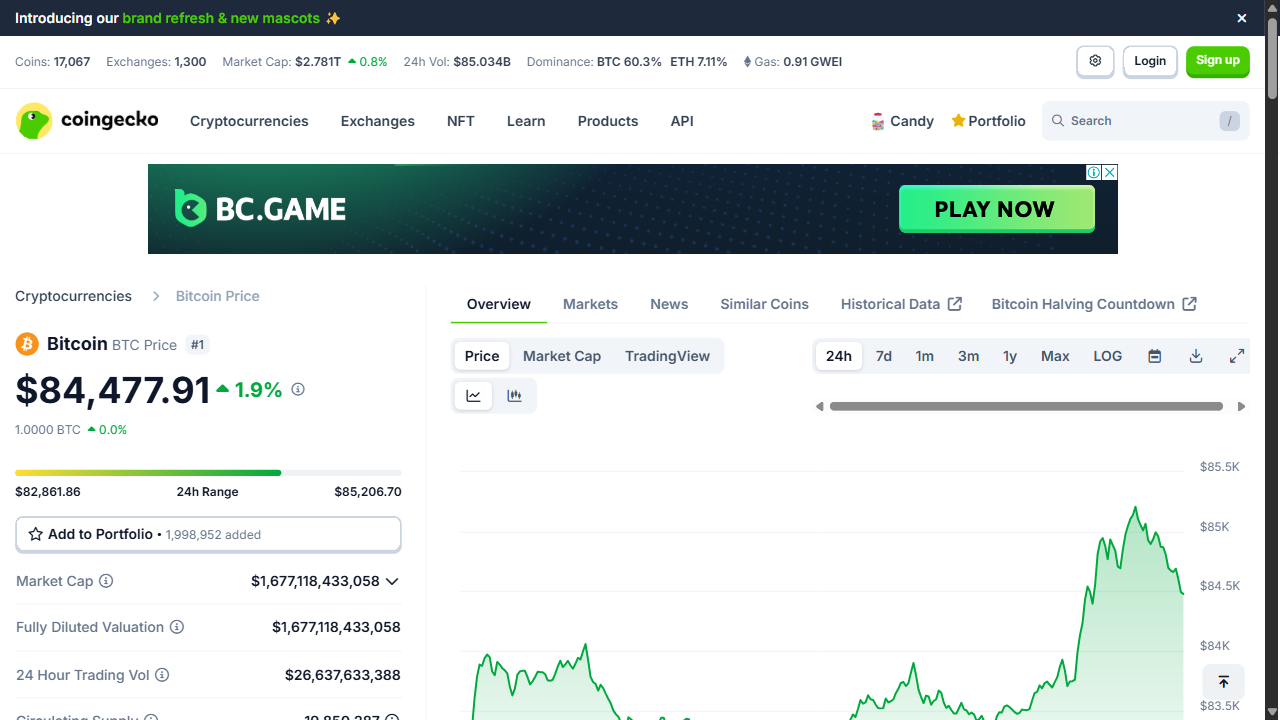 Introducing our brand refresh & new mascots ✨
Coins: 17,067 Exchanges: 1,300 Market Cap: $2.781T 0.8% 24h Vol: $85.034B Dominance: BTC 60.3% ETH 7.11% Gas: 0.91 GWEI
Login
Sign up
coingecko
Cryptocurrencies Exchanges NFT Learn Products API
Candy
Portfolio
Search /
BC.GAME
PLAY NOW
Cryptocurrencies > Bitcoin Price
Bitcoin BTC Price #1
$84,477.91 1.9%
1.0000 BTC 0.0%
$82,861.86 24h Range $85,206.70
Add to Portfolio • 1,998,952 added
Market Cap $1,677,118,433,058
Fully Diluted Valuation $1,677,118,433,058
24 Hour Trading Vol $26,637,633,388
Circulating Supply 19,850,287
Overview Markets News Similar Coins Historical Data Bitcoin Halving Countdown
Price Market Cap TradingView
24h 7d 1m 3m 1y Max LOG
$85.5K
$85K
$84.5K
$84K
$83.5K